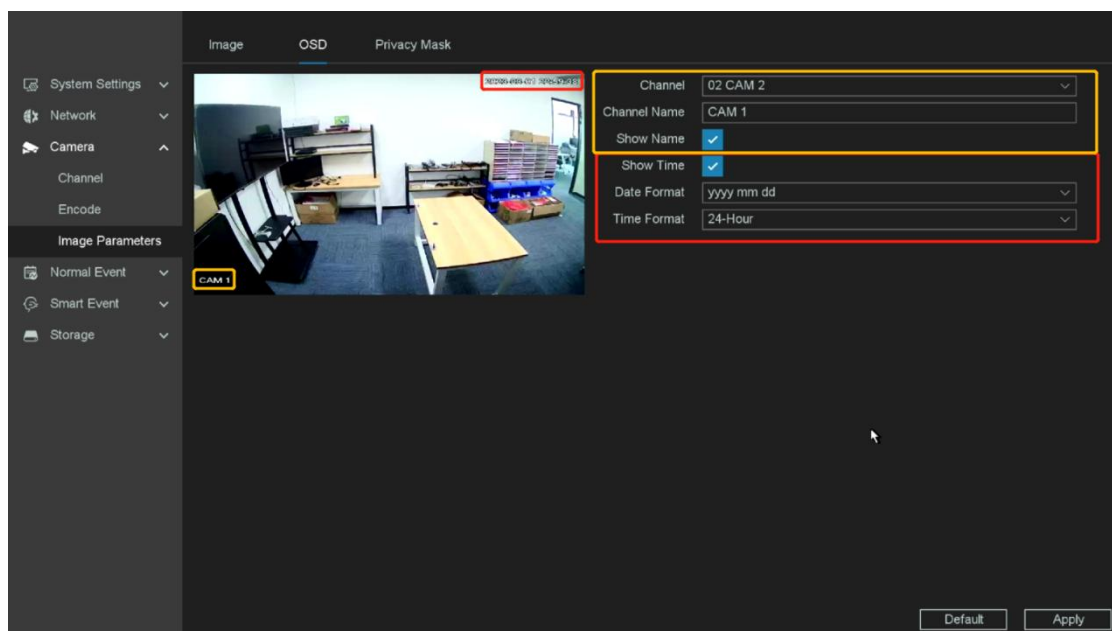 Image OSD Privacy Mask
System Settings
Network
Camera
Channel
Encode
Image Parameters
Normal Event
Smart Event
Storage
CAM 1
Channel 02 CAM 2
Channel Name CAM 1
Show Name
Show Time
Date Format yyyy mm dd
Time Format 24-Hour
Default Apply